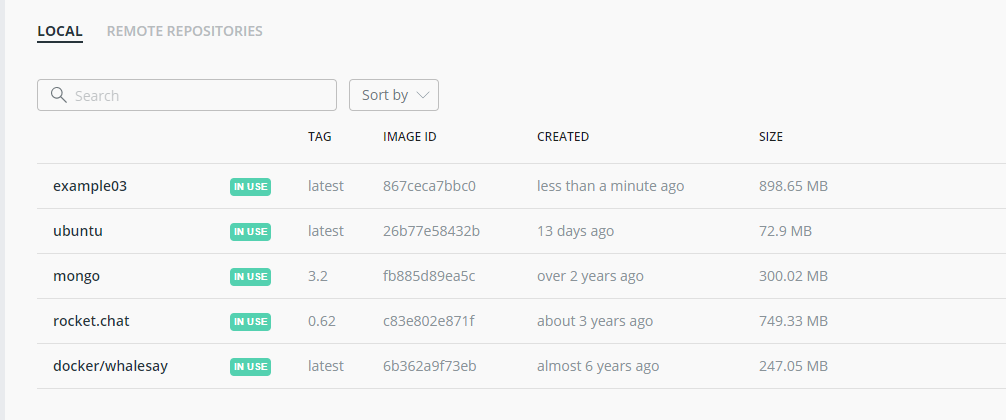 LOCAL REMOTE REPOSITORIES
Search Sort by
TAG IMAGE ID CREATED SIZE
example03 IN USE latest 867ceca7bbc0 less than a minute ago 898.65 MB
ubuntu IN USE latest 26b77e58432b 13 days ago 72.9 MB
mongo IN USE 3.2 fb885d89ea5c over 2 years ago 300.02 MB
rocket.chat IN USE 0.62 c83e802e871f about 3 years ago 749.33 MB
docker/whalesay IN USE latest 6b362a9f73eb almost 6 years ago 247.05 MB